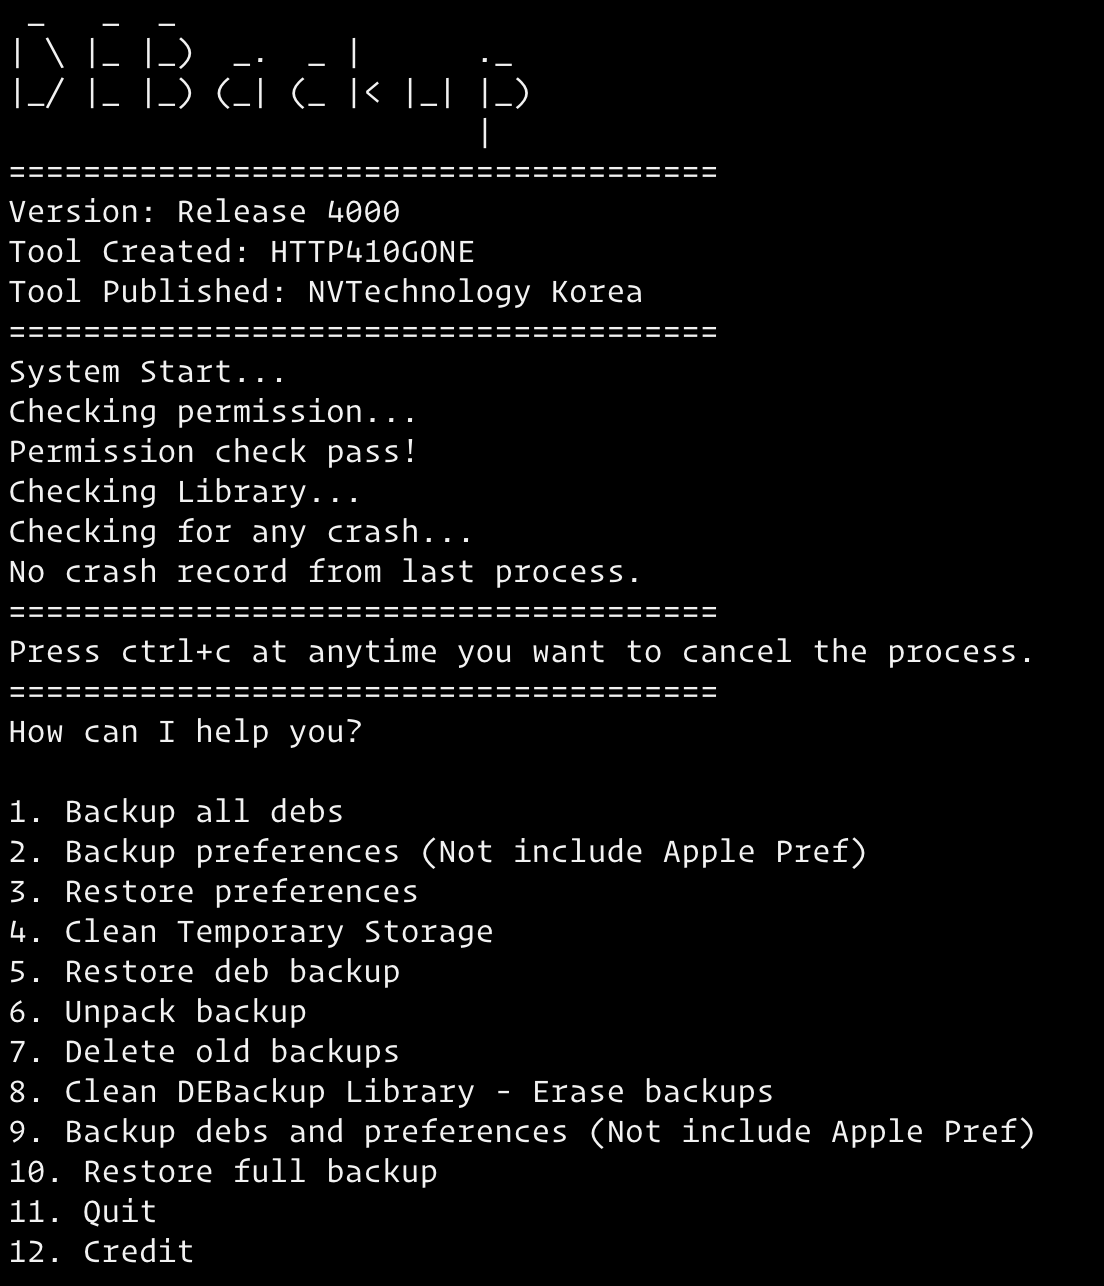 _   _  _
| \ |_ |_)  _.  _ |      ._
|_/ |_ |_) (_| (_ |< |_| |_)
                         |
======================================
Version: Release 4000
Tool Created: HTTP410GONE
Tool Published: NVTechnology Korea
======================================
System Start...
Checking permission...
Permission check pass!
Checking Library...
Checking for any crash...
No crash record from last process.
======================================
Press ctrl+c at anytime you want to cancel the process.
======================================
How can I help you?

1. Backup all debs
2. Backup preferences (Not include Apple Pref)
3. Restore preferences
4. Clean Temporary Storage
5. Restore deb backup
6. Unpack backup
7. Delete old backups
8. Clean DEBackup Library - Erase backups
9. Backup debs and preferences (Not include Apple Pref)
10. Restore full backup
11. Quit
12. Credit